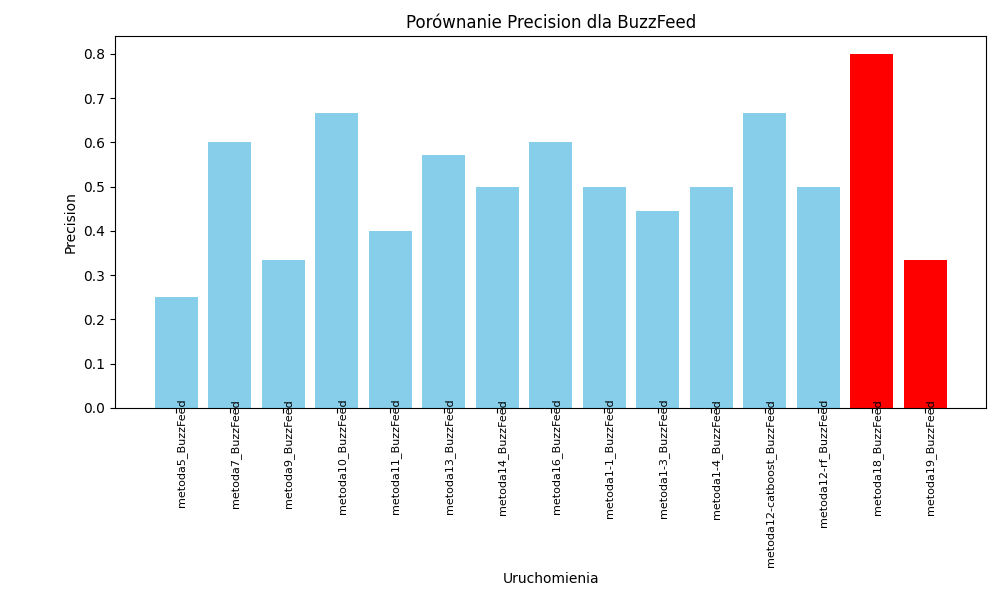 Porównanie Precision dla BuzzFeed
Precision
0.8
0.7
0.6
0.5
0.4
0.3
0.2
0.1
0.0
metoda5_BuzzFeed
metoda7_BuzzFeed
metoda9_BuzzFeed
metoda10_BuzzFeed
metoda11_BuzzFeed
metoda13_BuzzFeed
metoda14_BuzzFeed
metoda16_BuzzFeed
metoda1-1_BuzzFeed
metoda1-3_BuzzFeed
metoda1-4_BuzzFeed
metoda12-catboost_BuzzFeed
metoda12-rf_BuzzFeed
metoda18_BuzzFeed
metoda19_BuzzFeed
Uruchomienia